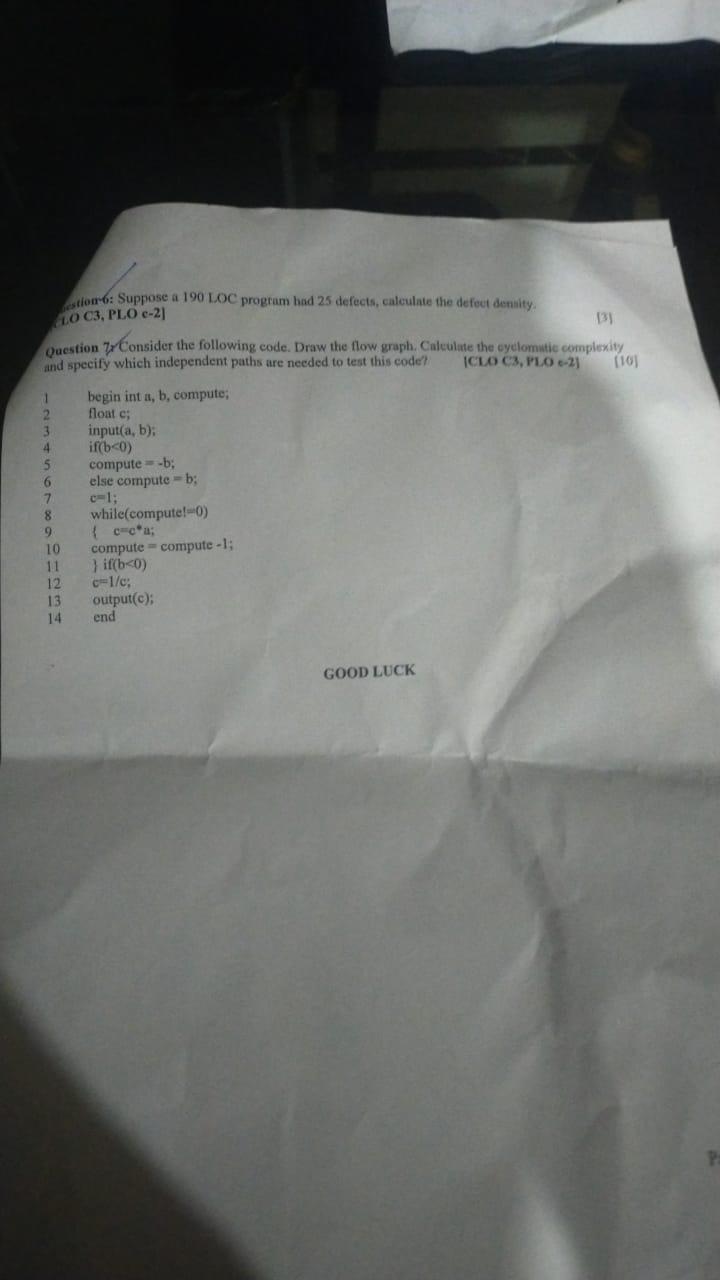 estion-6: Suppose a 190 LOC program had 25 defects, calculate the defect density.
CLO C3, PLO c-2] [3]
Question 7: Consider the following code. Draw the flow graph. Calculate the cyclomatic complexity
and specify which independent paths are needed to test this code? [CLO C3, PLO c-2] [10]
1 begin int a, b, compute;
2 float c;
3 input(a, b);
4 if(b<0)
5 compute = -b;
6 else compute = b;
7 c=1;
8 while(compute!=0)
9 { c=c*a;
10 compute = compute -1;
11 } if(b<0)
12 c=1/c;
13 output(c);
14 end
GOOD LUCK